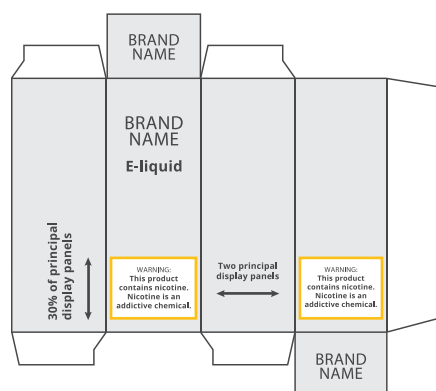 BRAND
NAME
BRAND
NAME
E-liquid
30% of principal
display panels
WARNING:
This product
contains nicotine.
Nicotine is an
addictive chemical.
Two principal
display panels
WARNING:
This product
contains nicotine.
Nicotine is an
addictive chemical.
BRAND
NAME